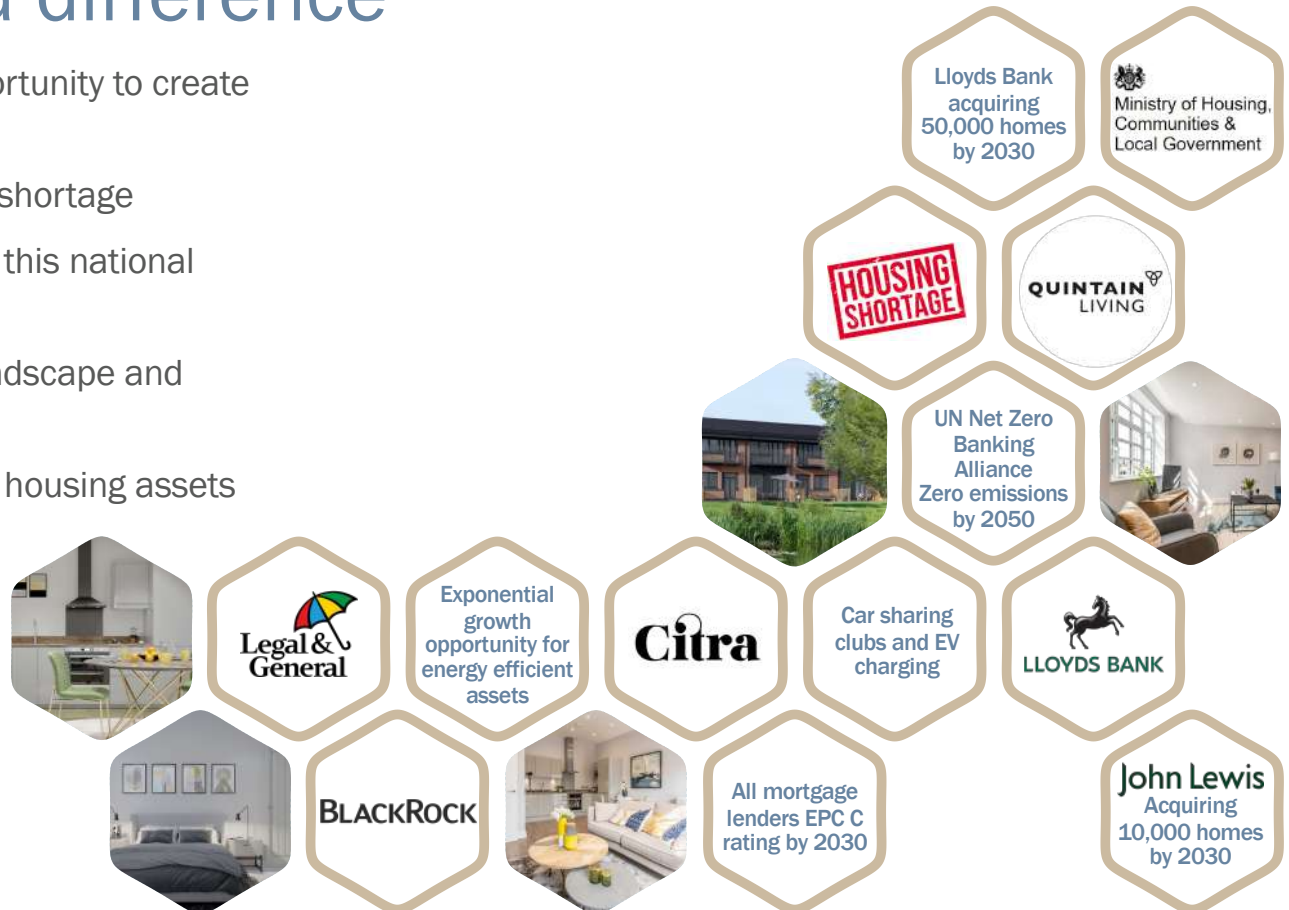 difference
ortunity to create
shortage
this national
ndscape and
housing assets
Lloyds Bank
acquiring
50,000 homes
by 2030
Ministry of Housing,
Communities &
Local Government
HOUSING
SHORTAGE
QUINTAIN
LIVING
UN Net Zero
Banking
Alliance
Zero emissions
by 2050
Legal &
General
Exponential
growth
opportunity for
energy efficient
assets
Citra
Car sharing
clubs and EV
charging
LLOYDS BANK
BLACKROCK
All mortgage
lenders EPC C
rating by 2030
John Lewis
Acquiring
10,000 homes
by 2030